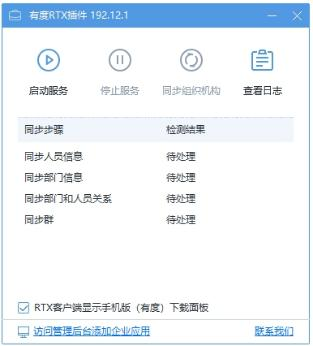 有度RTX插件 192.12.1
启动服务 停止服务 同步组织机构 查看日志
同步步骤 检测结果
同步人员信息 待处理
同步部门信息 待处理
同步部门和人员关系 待处理
同步群 待处理
RTX客户端显示手机版（有度）下载面板
访问管理后台添加企业应用 联系我们